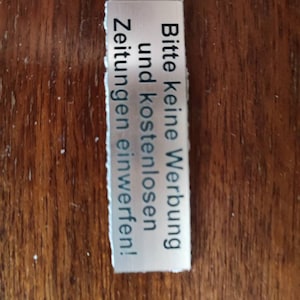 Bitte keine Werbung
und kostenlosen
Zeitungen einwerfen!